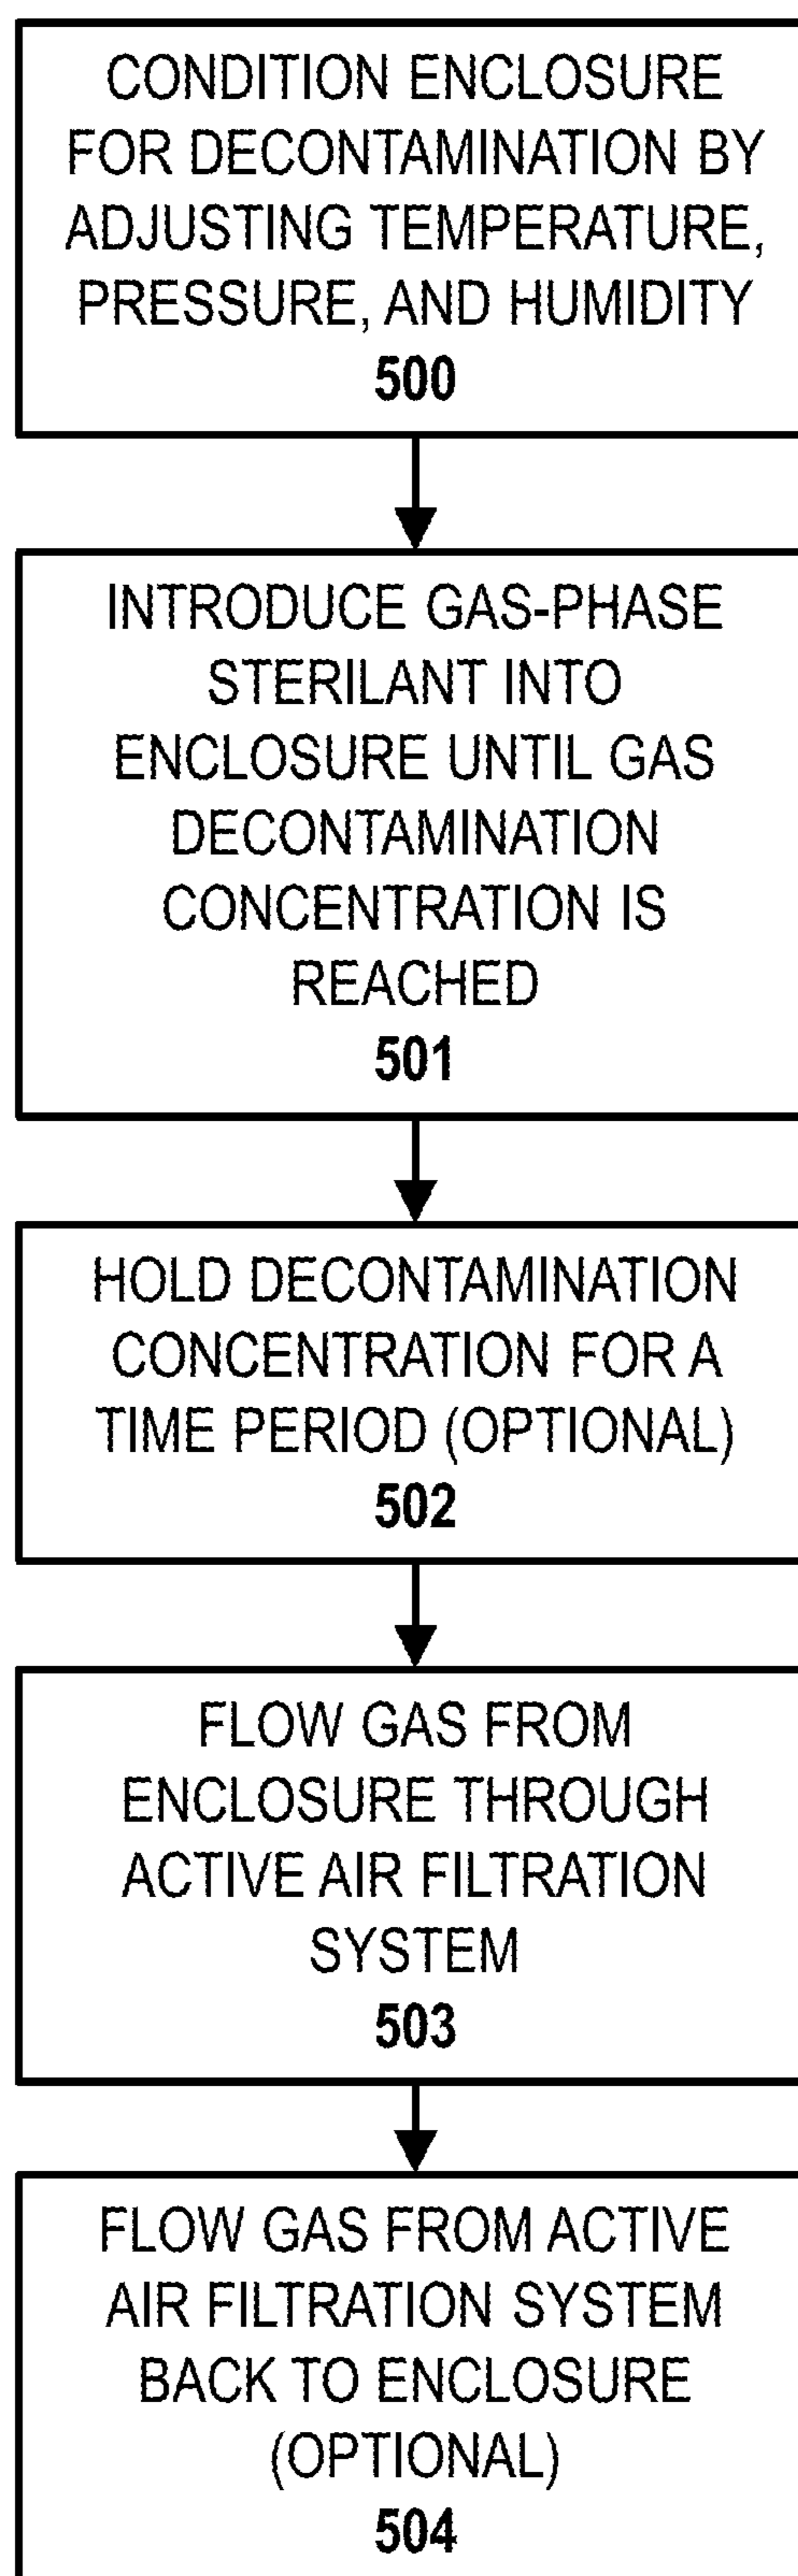 CONDITION ENCLOSURE
FOR DECONTAMINATION BY
ADJUSTING TEMPERATURE,
PRESSURE, AND HUMIDITY
500
INTRODUCE GAS-PHASE
STERILANT INTO
ENCLOSURE UNTIL GAS
DECONTAMINATION
CONCENTRATION IS
REACHED
501
HOLD DECONTAMINATION
CONCENTRATION FOR A
TIME PERIOD (OPTIONAL)
502
FLOW GAS FROM
ENCLOSURE THROUGH
ACTIVE AIR FILTRATION
SYSTEM
503
FLOW GAS FROM ACTIVE
AIR FILTRATION SYSTEM
BACK TO ENCLOSURE
(OPTIONAL)
504